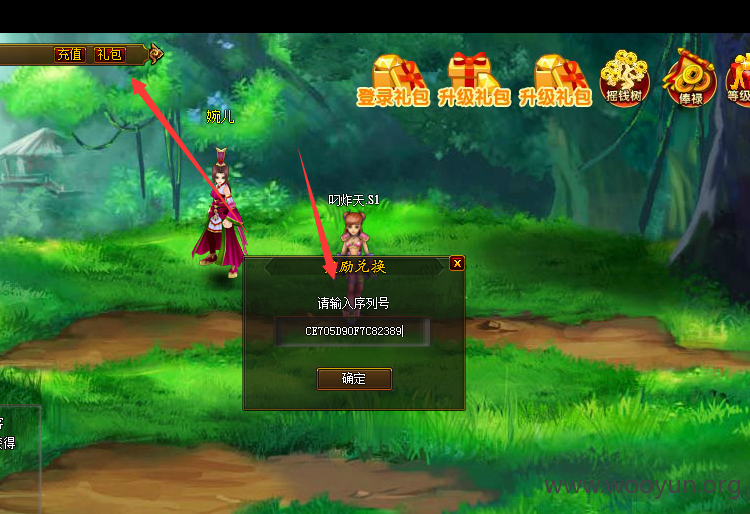 充值 礼包
登录礼包 升级礼包 升级礼包 摇钱树 俸禄 等级
婉儿
叼炸天.S1
励兑换 X
请输入序列号
CE705D90F7C82389
确定
得
www.wooyun.org